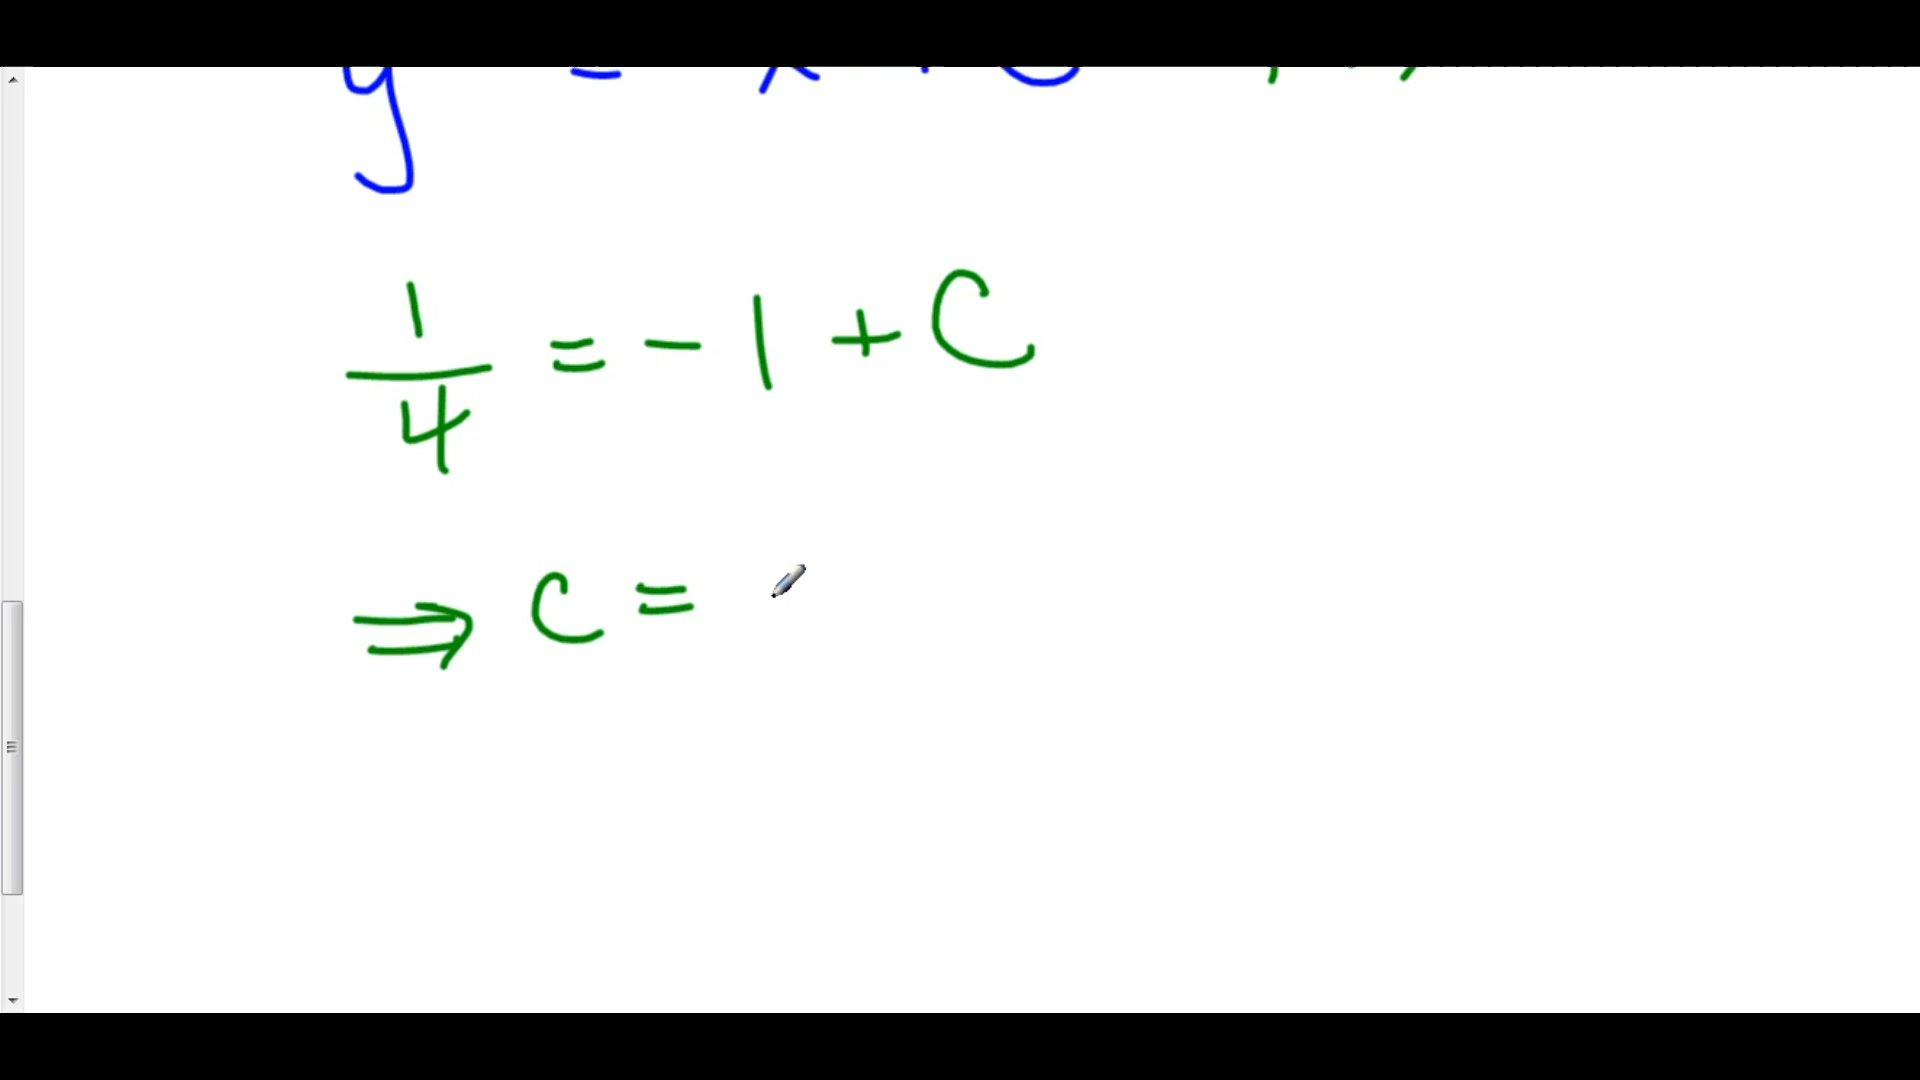 y = x + C
1/4 = -1 + C
⇒ C =